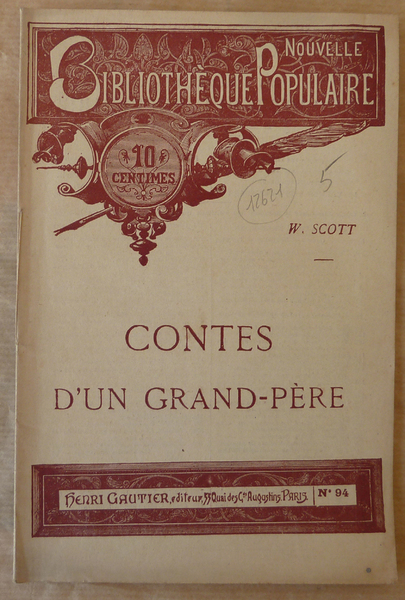 NOUVELLE
BIBLIOTHÈQUE POPULAIRE
10
CENTIMES
12621
5
W. SCOTT
CONTES
D'UN GRAND-PÈRE
HENRI GAUTIER, editeur, 55 Quai des Gds Augustins, PARIS. N° 94